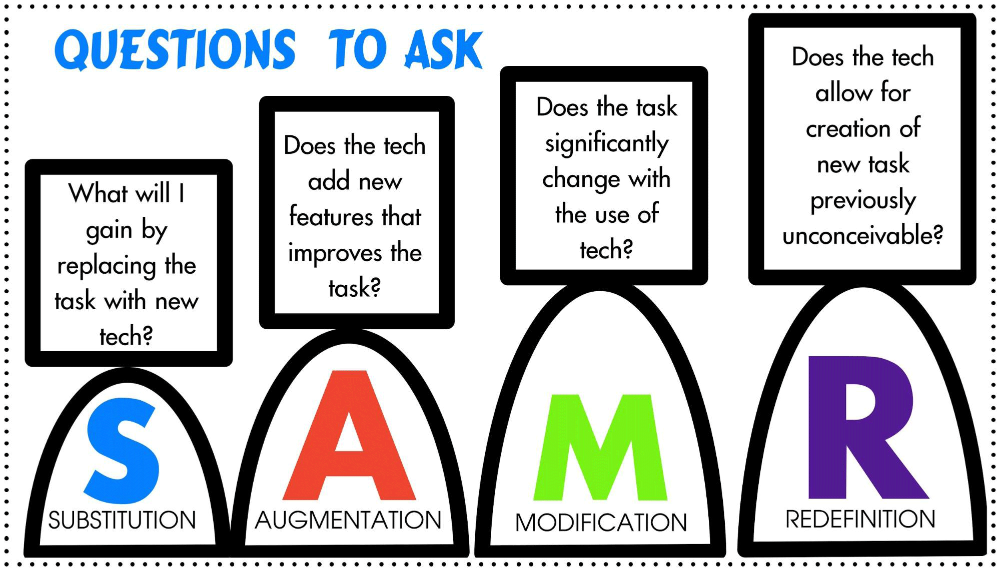 QUESTIONS TO ASK
What will I
gain by
replacing the
task with new
tech?
S
SUBSTITUTION
Does the tech
add new
features that
improves the
task?
A
AUGMENTATION
Does the task
significantly
change with
the use of
tech?
M
MODIFICATION
Does the tech
allow for
creation of
new task
previously
unconceivable?
R
REDEFINITION